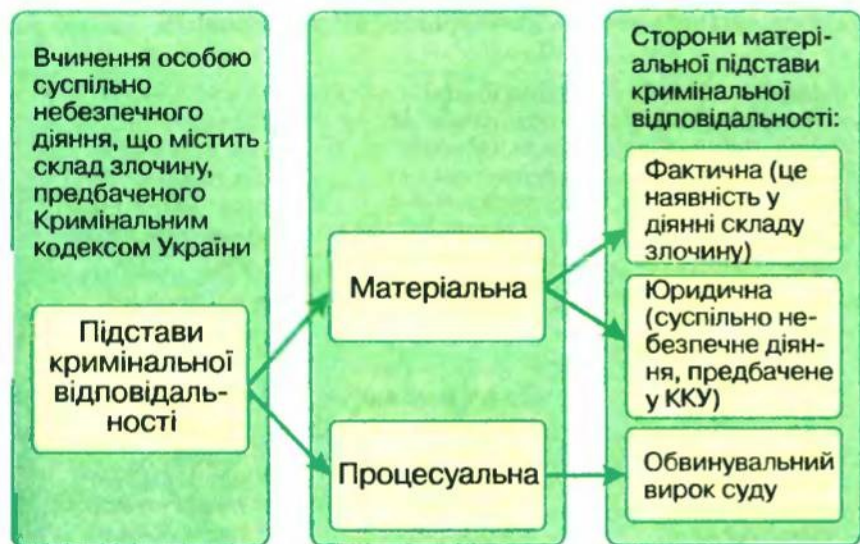 Вчинення особою
суспільно
небезпечного
діяння, що містить
склад злочину,
предбаченого
Кримінальним
кодексом України
Підстави
кримінальної
відповідаль-
ності
Матеріальна
Процесуальна
Сторони матері-
альної підстави
кримінальної
відповідальності:
Фактична (це
наявність у
діянні складу
злочину)
Юридична
(суспільно не-
безпечне діян-
ня, предбачене
у ККУ)
Обвинувальний
вирок суду